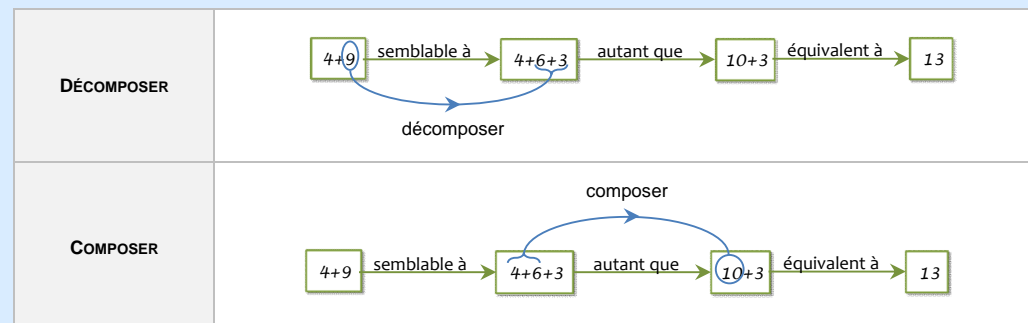 DÉCOMPOSER
4+9 semblable à 4+6+3 autant que 10+3 équivalent à 13
décomposer
composer
COMPOSER
4+9 semblable à 4+6+3 autant que 10+3 équivalent à 13